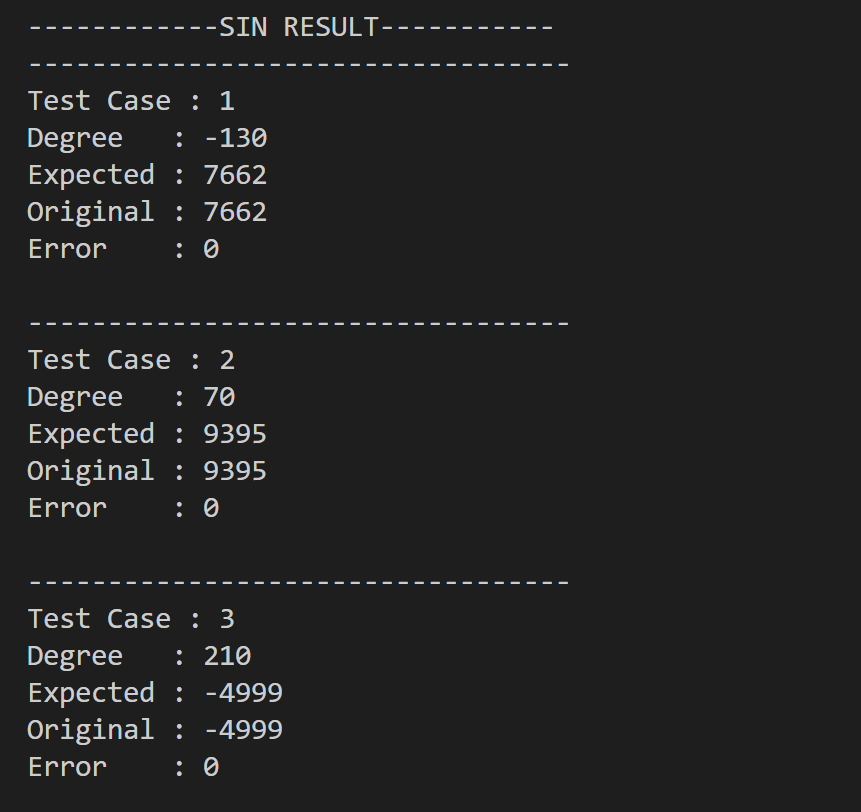 ------------SIN RESULT-----------
----------------------------------
Test Case : 1
Degree   : -130
Expected : 7662
Original : 7662
Error    : 0

----------------------------------
Test Case : 2
Degree   : 70
Expected : 9395
Original : 9395
Error    : 0

----------------------------------
Test Case : 3
Degree   : 210
Expected : -4999
Original : -4999
Error    : 0